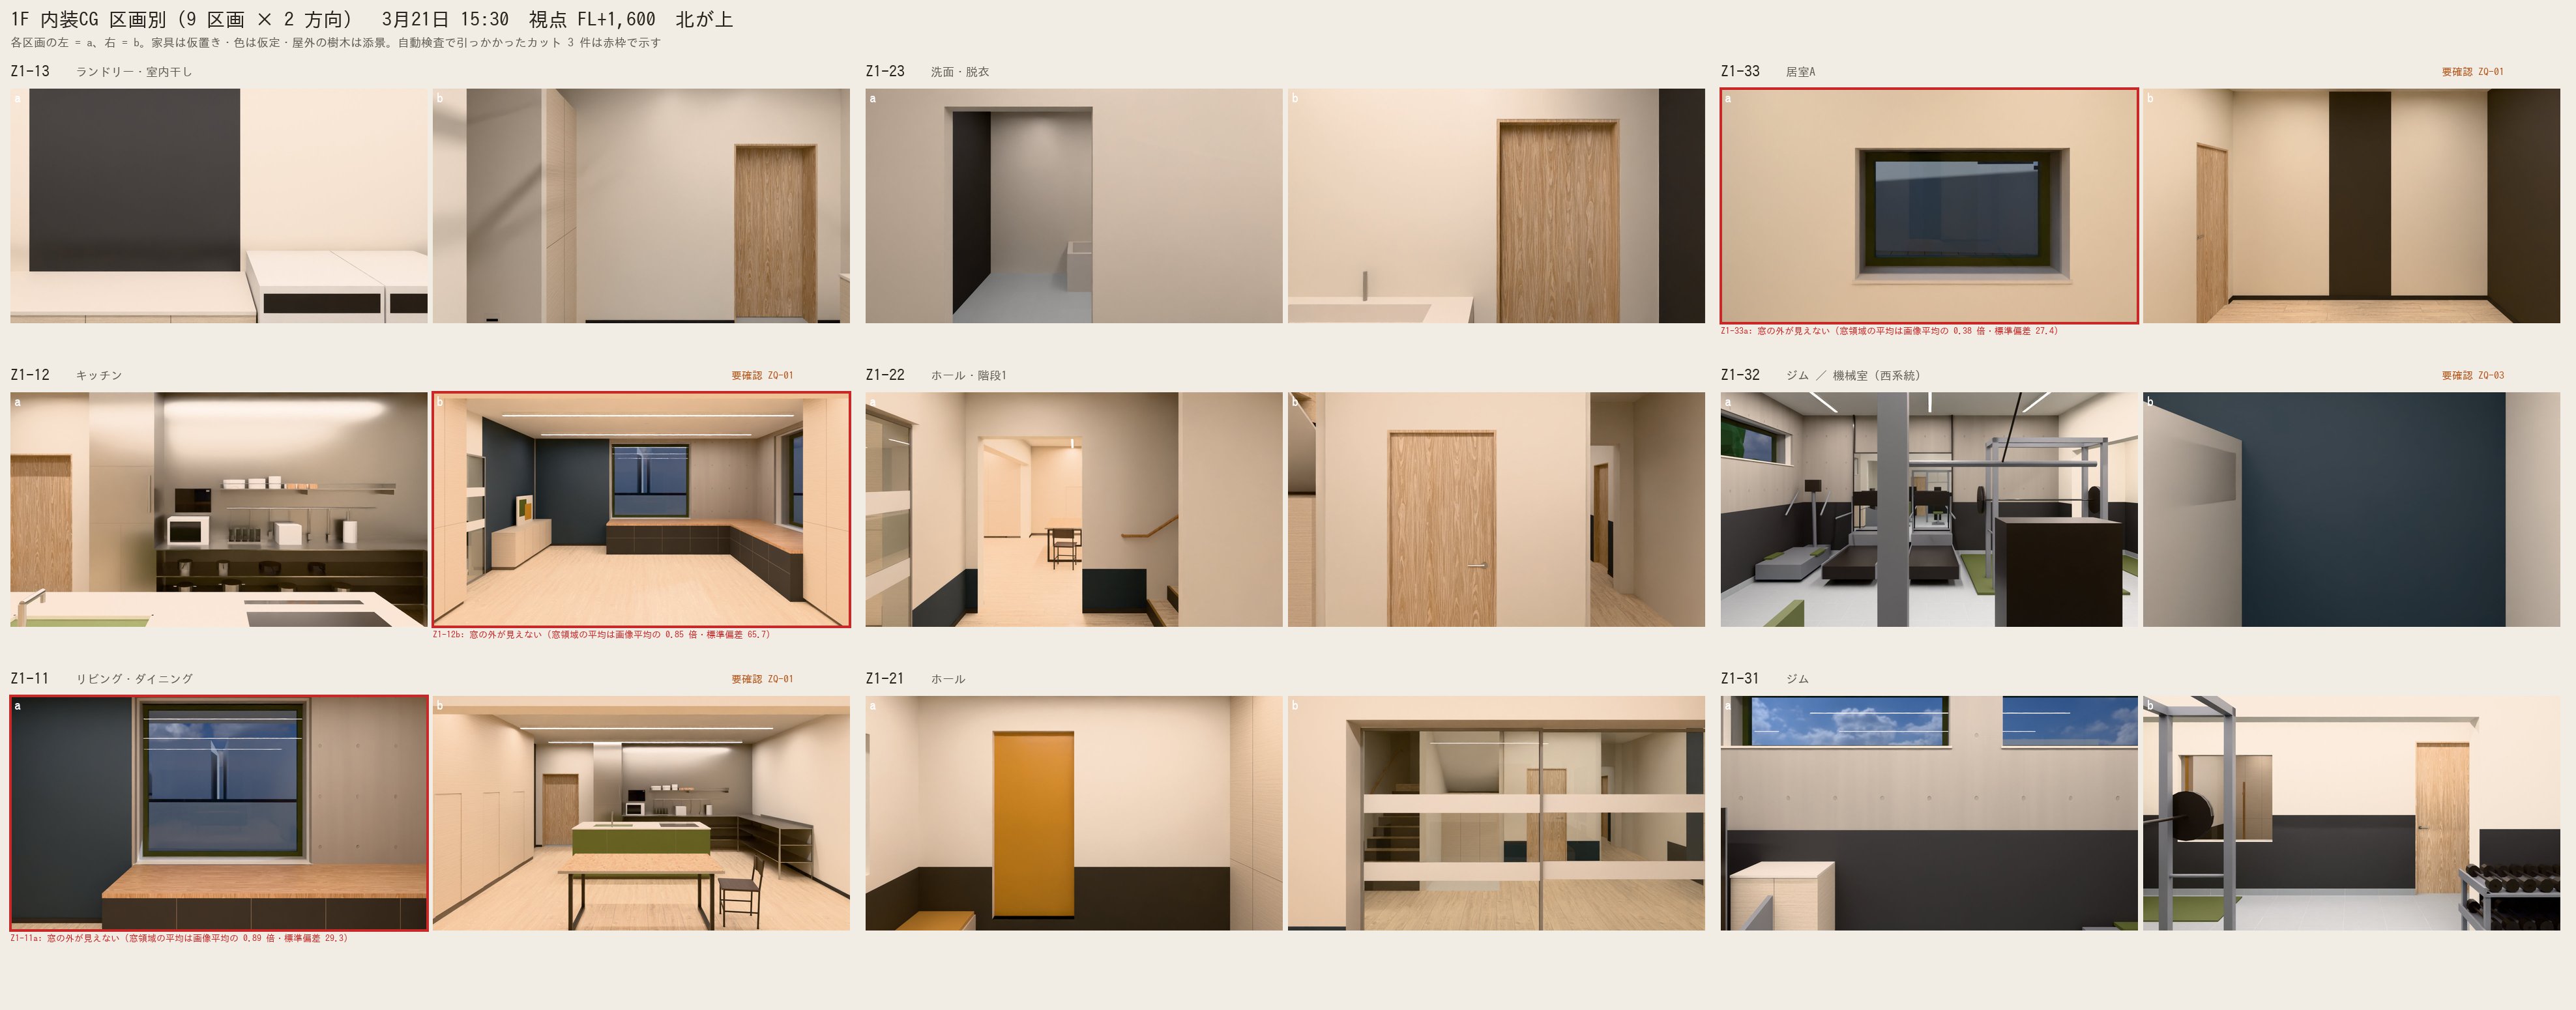 1F 内装CG 区画別 (9 区画 × 2 方向)　3月21日 15:30　視点 FL+1,600　北が上
各区画の左 = a、右 = b。家具は仮置き・色は仮定・屋外の樹木は添景。自動検査で引っかかったカット 3 件は赤枠で示す
Z1-13 ランドリー・室内干し
Z1-23 洗面・脱衣
Z1-33 居室A 要確認 ZQ-01
a
b
a
b
a
b
Z1-33a: 窓の外が見えない (窓領域の平均は画像平均の 0.38 倍・標準偏差 27.4)
Z1-12 キッチン 要確認 ZQ-01
Z1-22 ホール・階段1
Z1-32 ジム ／ 機械室 (西系統) 要確認 ZQ-03
a
b
a
b
a
b
Z1-12b: 窓の外が見えない (窓領域の平均は画像平均の 0.85 倍・標準偏差 65.7)
Z1-11 リビング・ダイニング 要確認 ZQ-01
Z1-21 ホール
Z1-31 ジム
a
b
a
b
a
b
Z1-11a: 窓の外が見えない (窓領域の平均は画像平均の 0.89 倍・標準偏差 29.3)